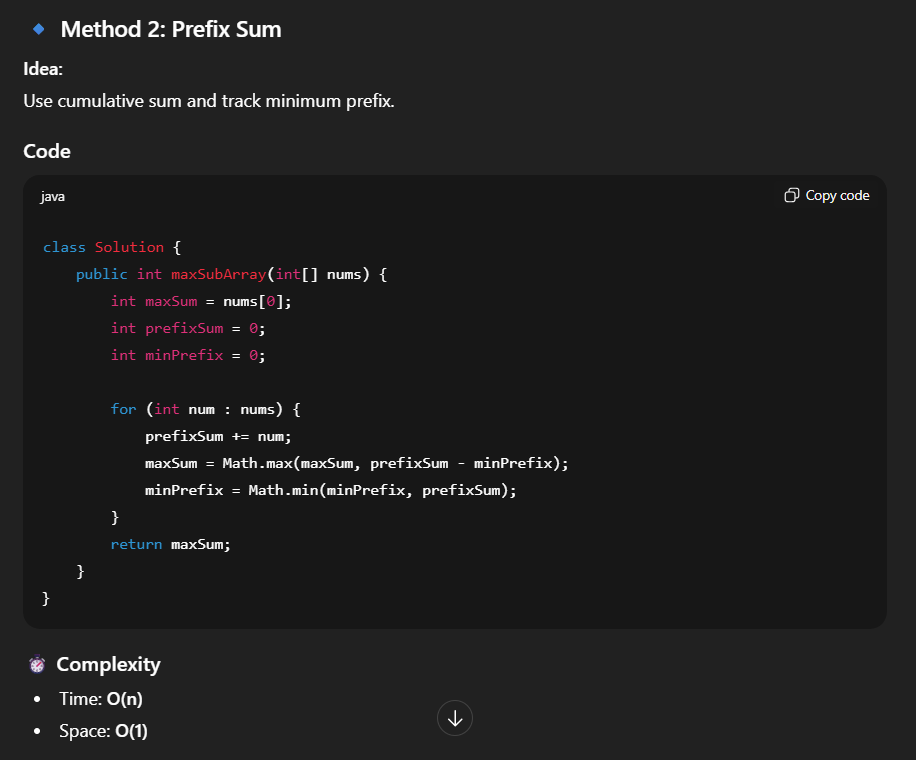 Method 2: Prefix Sum
Idea:
Use cumulative sum and track minimum prefix.
Code
java
Copy code
class Solution {
    public int maxSubArray(int[] nums) {
        int maxSum = nums[0];
        int prefixSum = 0;
        int minPrefix = 0;
        for (int num : nums) {
            prefixSum += num;
            maxSum = Math.max(maxSum, prefixSum - minPrefix);
            minPrefix = Math.min(minPrefix, prefixSum);
        }
        return maxSum;
    }
}
Complexity
Time: O(n)
Space: O(1)